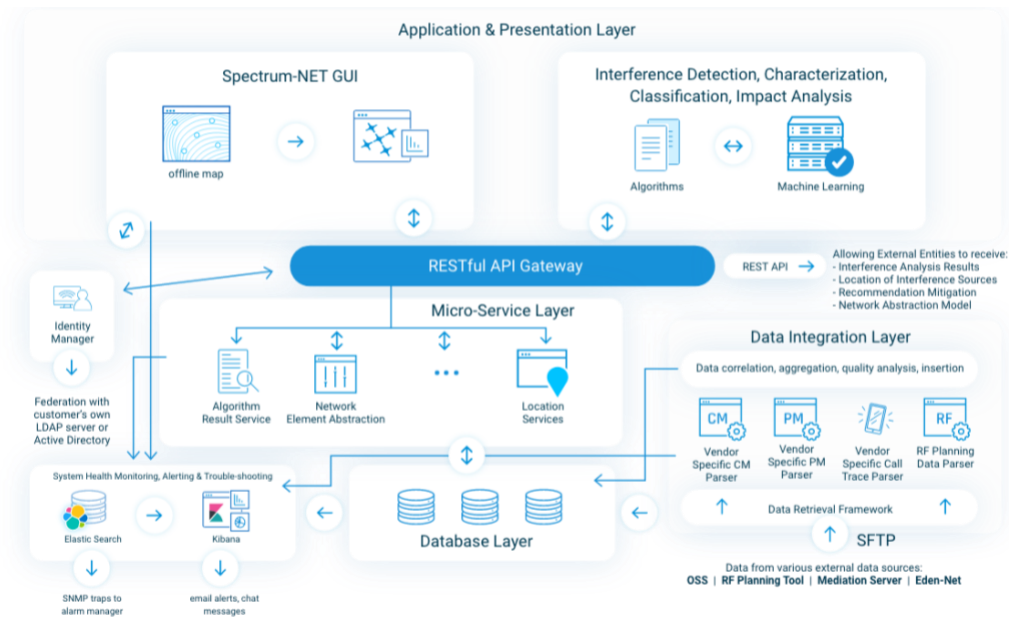 Application & Presentation Layer
Spectrum-NET GUI
offline map
Interference Detection, Characterization,
Classification, Impact Analysis
Algorithms
Machine Learning
RESTful API Gateway
REST API
Allowing External Entities to receive:
- Interference Analysis Results
- Location of Interference Sources
- Recommendation Mitigation
- Network Abstraction Model
Identity
Manager
Federation with
customer's own
LDAP server or
Active Directory
Micro-Service Layer
Algorithm
Result Service
Network
Element Abstraction
Location
Services
Data Integration Layer
Data correlation, aggregation, quality analysis, insertion
CM
Vendor
Specific CM
Parser
PM
Vendor
Specific PM
Parser
Vendor
Specific Call
Trace Parser
RF
RF Planning
Data Parser
Data Retrieval Framework
SFTP
Data from various external data sources:
OSS | RF Planning Tool | Mediation Server | Eden-Net
System Health Monitoring, Alerting & Trouble-shooting
Elastic Search
Kibana
SNMP traps to
alarm manager
email alerts, chat
messages
Database Layer